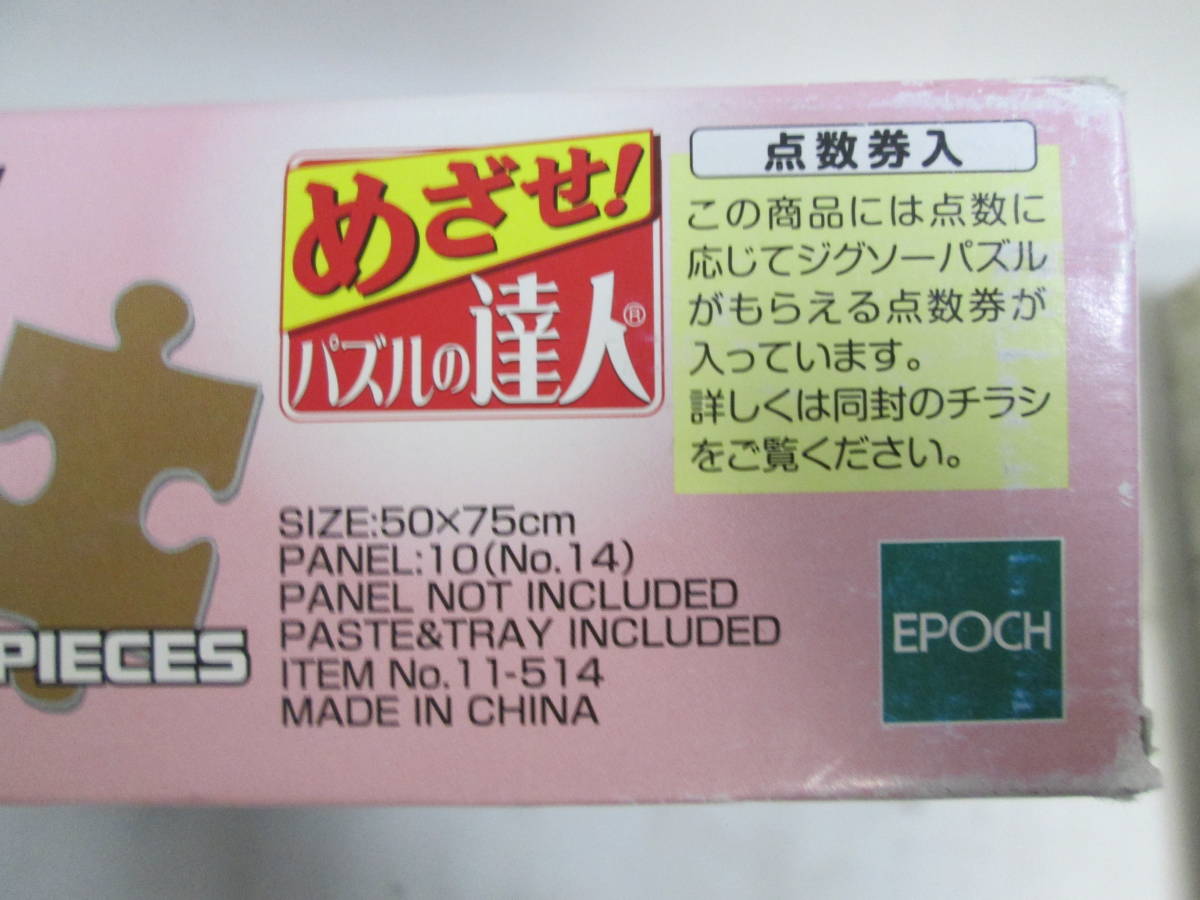 めざせ!
パズルの達人®
点数券入
この商品には点数に
応じてジグソーパズル
がもらえる点数券が
入っています。
詳しくは同封のチラシ
をご覧ください。
PIECES
SIZE:50×75cm
PANEL:10(No.14)
PANEL NOT INCLUDED
PASTE&TRAY INCLUDED
ITEM No.11-514
MADE IN CHINA
EPOCH